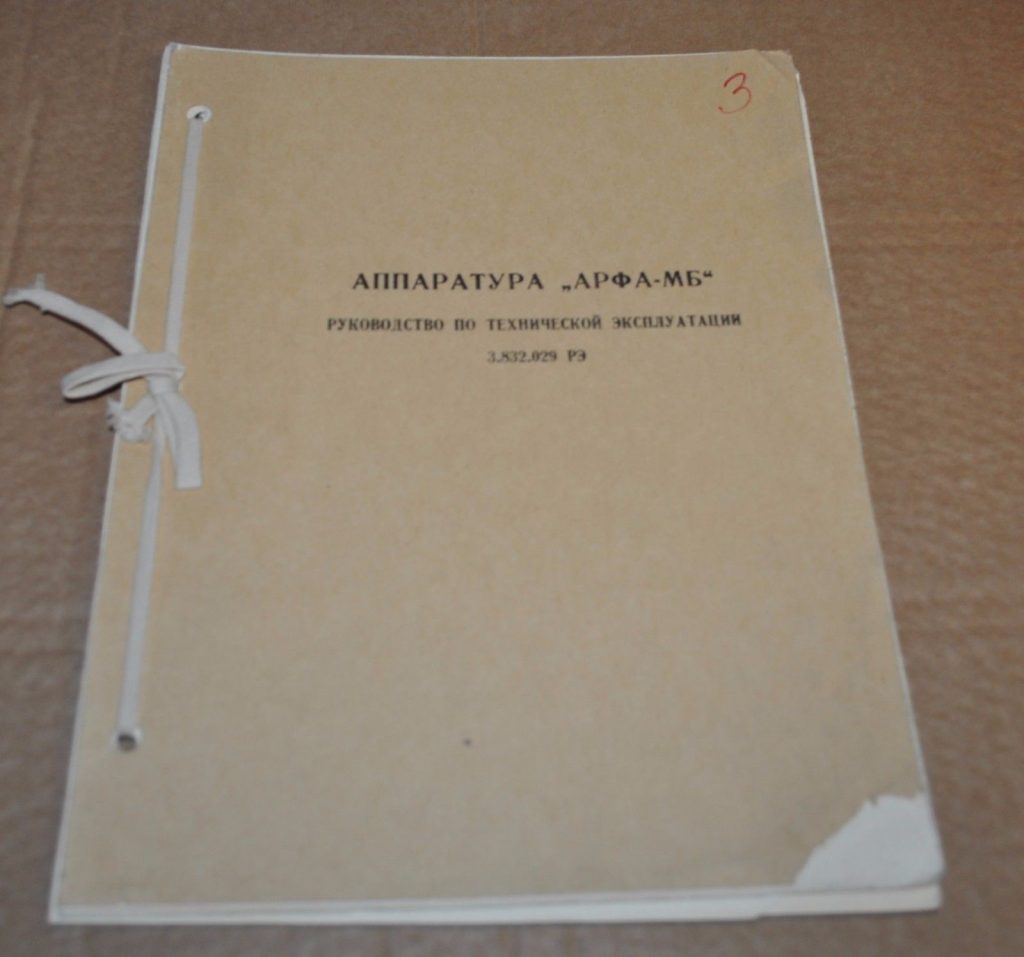 3
АППАРАТУРА „АРФА-МБ“
РУКОВОДСТВО ПО ТЕХНИЧЕСКОЙ ЭКСПЛУАТАЦИИ
3.832.029 РЭ